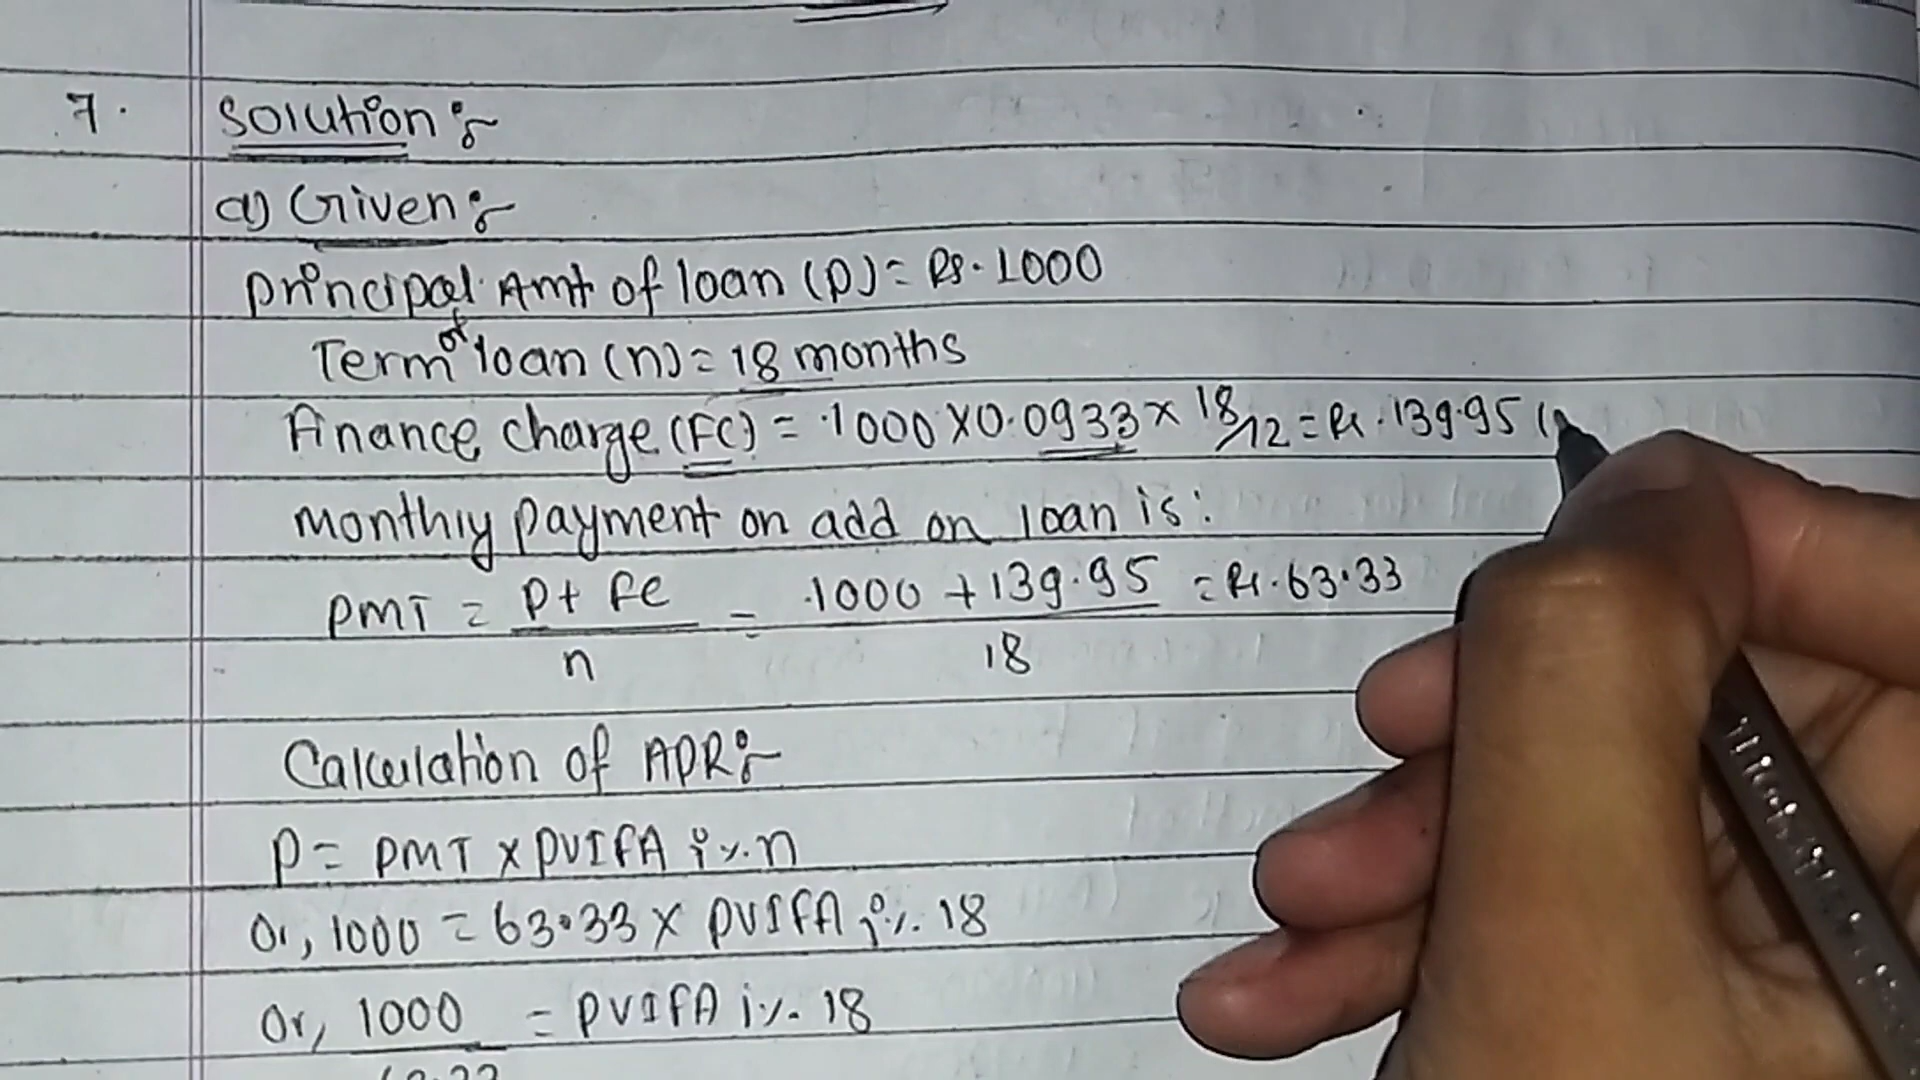 7. Solution :-
a) Given :-
principal Amt of loan (P) = Rs. 1000
Term of loan (n) = 18 months
Finance charge (FC) = 1000 X 0.0933 x 18/12 = Rs. 139.95
monthly payment on add on loan is :
PMT = P + FC / n = 1000 + 139.95 / 18 = Rs. 63.33
Calculation of APR :-
P = PMT x PVIFA i%. n
Or, 1000 = 63.33 x PVIFA i%. 18
Or, 1000 / 63.33 = PVIFA i%. 18